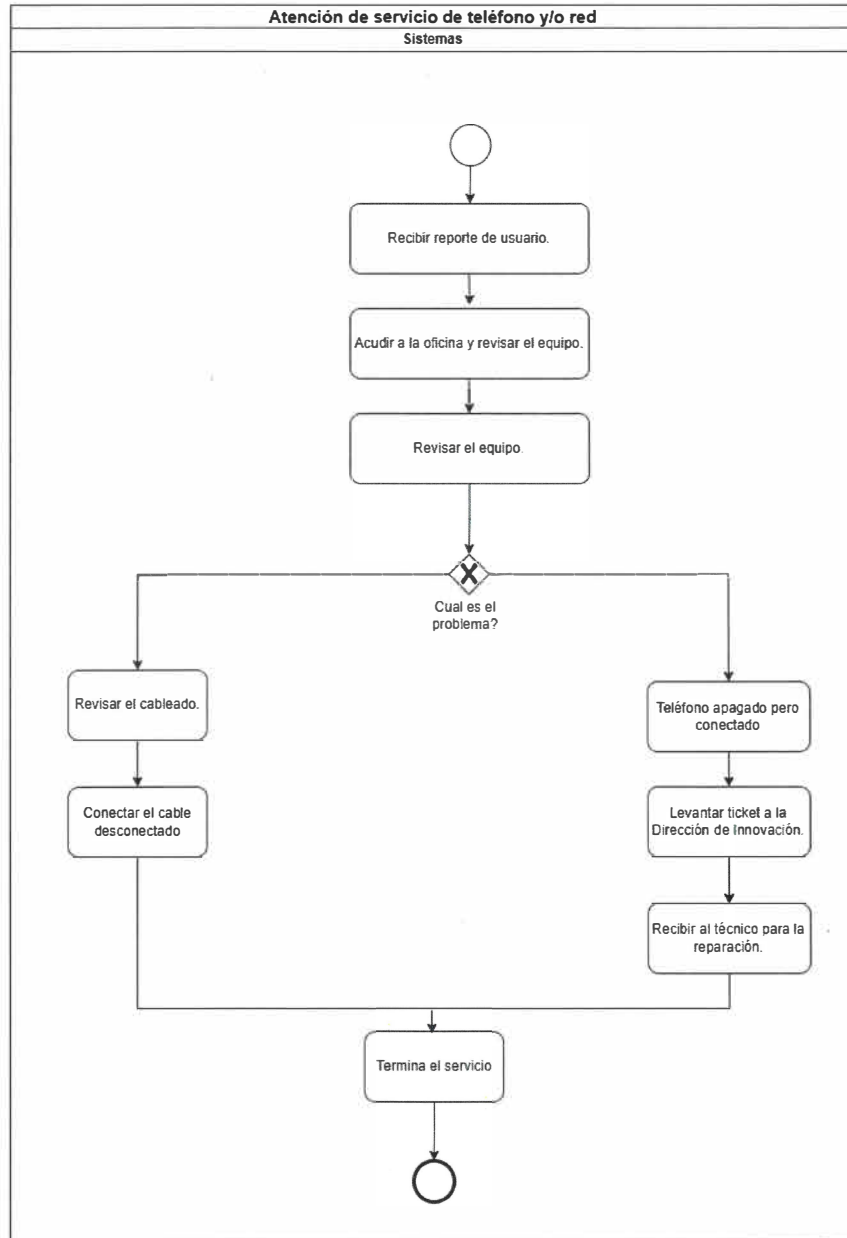 Atención de servicio de teléfono y/o red
Sistemas
Recibir reporte de usuario.
Acudir a la oficina y revisar el equipo.
Revisar el equipo.
Cual es el
problema?
Revisar el cableado.
Conectar el cable
desconectado
Teléfono apagado pero
conectado
Levantar ticket a la
Dirección de Innovación.
Recibir al técnico para la
reparación.
Termina el servicio